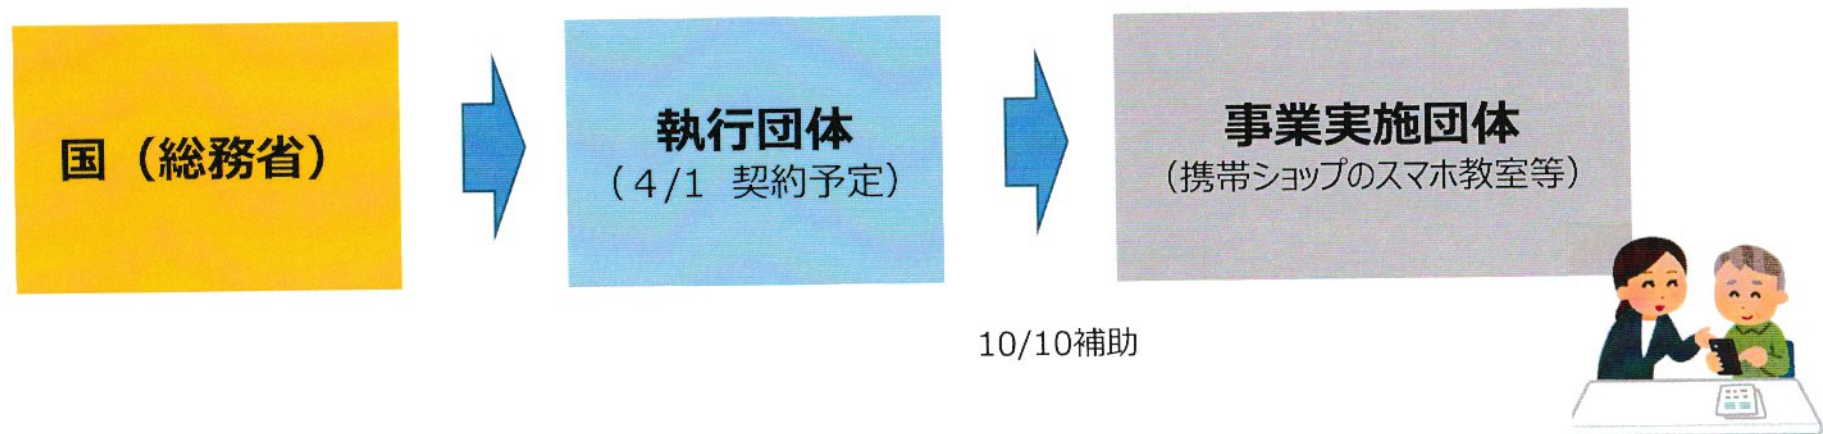 国（総務省）
執行団体
（４/1 契約予定）
事業実施団体
（携帯ショップのスマホ教室等）
10/10補助